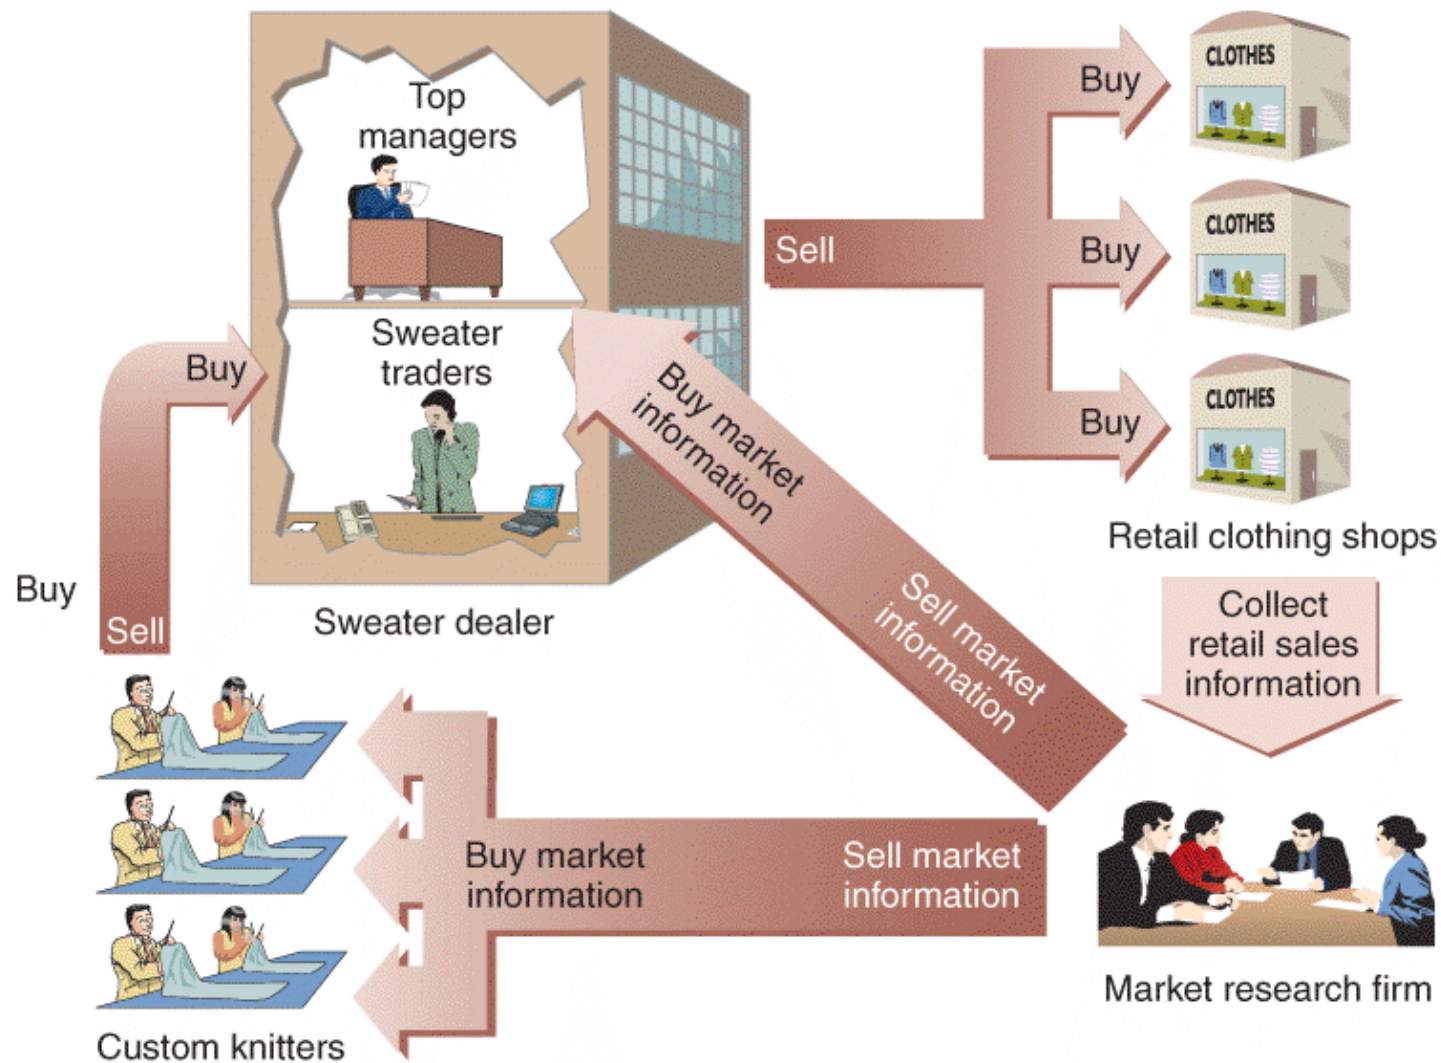 Top
managers
Sweater
traders
Sweater dealer
Buy
Buy
Sell
Sell
Buy
CLOTHES
Buy
CLOTHES
Buy
CLOTHES
Retail clothing shops
Collect
retail sales
information
Buy market
information
Sell market
information
Buy market
information
Sell market
information
Market research firm
Custom knitters